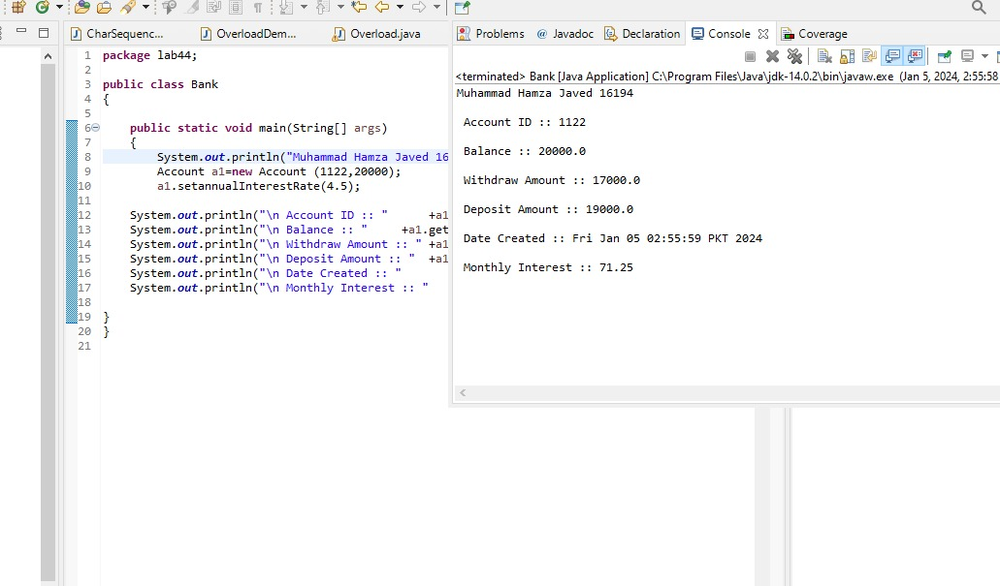 CharSequenc...
OverloadDem...
Overload.java
1 package lab44;
2
3 public class Bank
4 {
5
6 public static void main(String[] args)
7 {
8 System.out.println("Muhammad Hamza Javed 16
9 Account a1=new Account (1122,20000);
10 a1.setannualInterestRate(4.5);
11
12 System.out.println("\n Account ID :: " +a1
13 System.out.println("\n Balance :: " +a1.get
14 System.out.println("\n Withdraw Amount :: " +a1
15 System.out.println("\n Deposit Amount :: " +a1
16 System.out.println("\n Date Created :: "
17 System.out.println("\n Monthly Interest :: "
18
19 }
20 }
21
Problems @ Javadoc Declaration Console Coverage
<terminated> Bank [Java Application] C:\Program Files\Java\jdk-14.0.2\bin\javaw.exe (Jan 5, 2024, 2:55:58
Muhammad Hamza Javed 16194
Account ID :: 1122
Balance :: 20000.0
Withdraw Amount :: 17000.0
Deposit Amount :: 19000.0
Date Created :: Fri Jan 05 02:55:59 PKT 2024
Monthly Interest :: 71.25